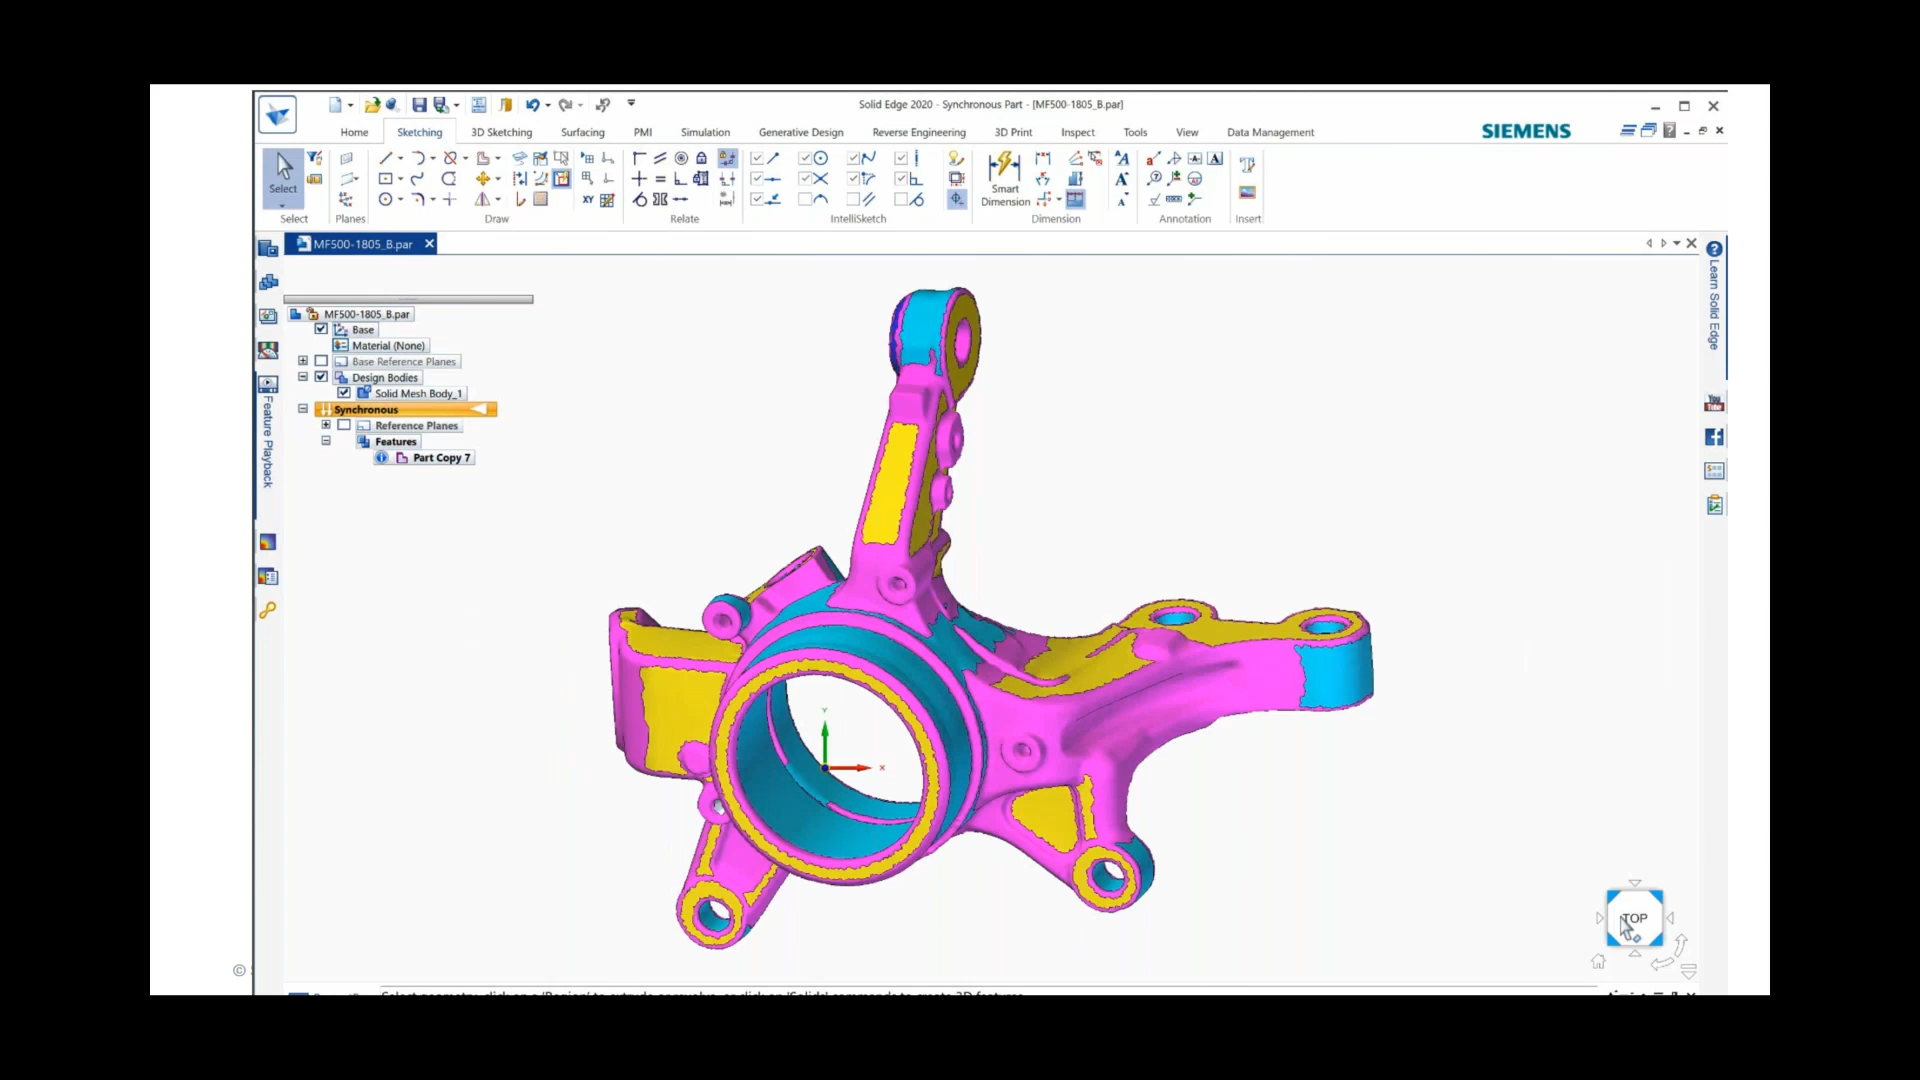 Solid Edge 2020 - Synchronous Part - [MF500-1805_B.par]
Home Sketching 3D Sketching Surfacing PMI Simulation Generative Design Reverse Engineering 3D Print Inspect Tools View Data Management
SIEMENS
Select
Smart
Dimension
XY
Select Planes Draw Relate IntelliSketch Dimension Annotation Insert
MF500-1805_B.par
MF500-1805_B.par
Base
Material (None)
Base Reference Planes
Design Bodies
Solid Mesh Body_1
Synchronous
Reference Planes
Features
Part Copy 7
Feature Playback
Learn Solid Edge
You
Tube
Y
X
TOP
©